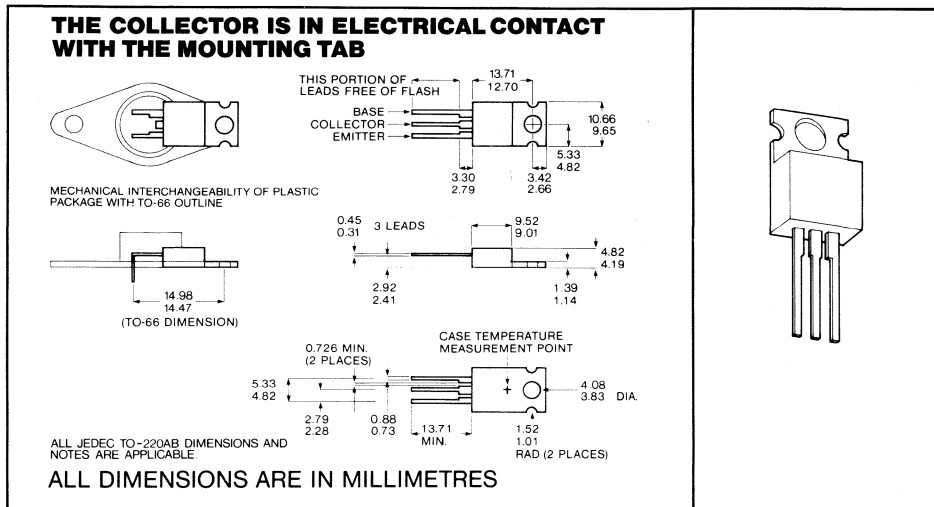 THE COLLECTOR IS IN ELECTRICAL CONTACT
WITH THE MOUNTING TAB
THIS PORTION OF
LEADS FREE OF FLASH
13.71
12.70
BASE
COLLECTOR
EMITTER
10.66
9.65
5.33
4.82
3.30
2.79
3.42
2.66
MECHANICAL INTERCHANGEABILITY OF PLASTIC
PACKAGE WITH TO-66 OUTLINE
0.45
0.31
3 LEADS
9.52
9.01
4.82
4.19
2.92
2.41
1.39
1.14
14.98
14.47
(TO-66 DIMENSION)
CASE TEMPERATURE
MEASUREMENT POINT
0.726 MIN.
(2 PLACES)
5.33
4.82
4.08
3.83 DIA.
2.79
2.28
0.88
0.73
13.71
MIN.
1.52
1.01
RAD (2 PLACES)
ALL JEDEC TO-220AB DIMENSIONS AND
NOTES ARE APPLICABLE.
ALL DIMENSIONS ARE IN MILLIMETRES